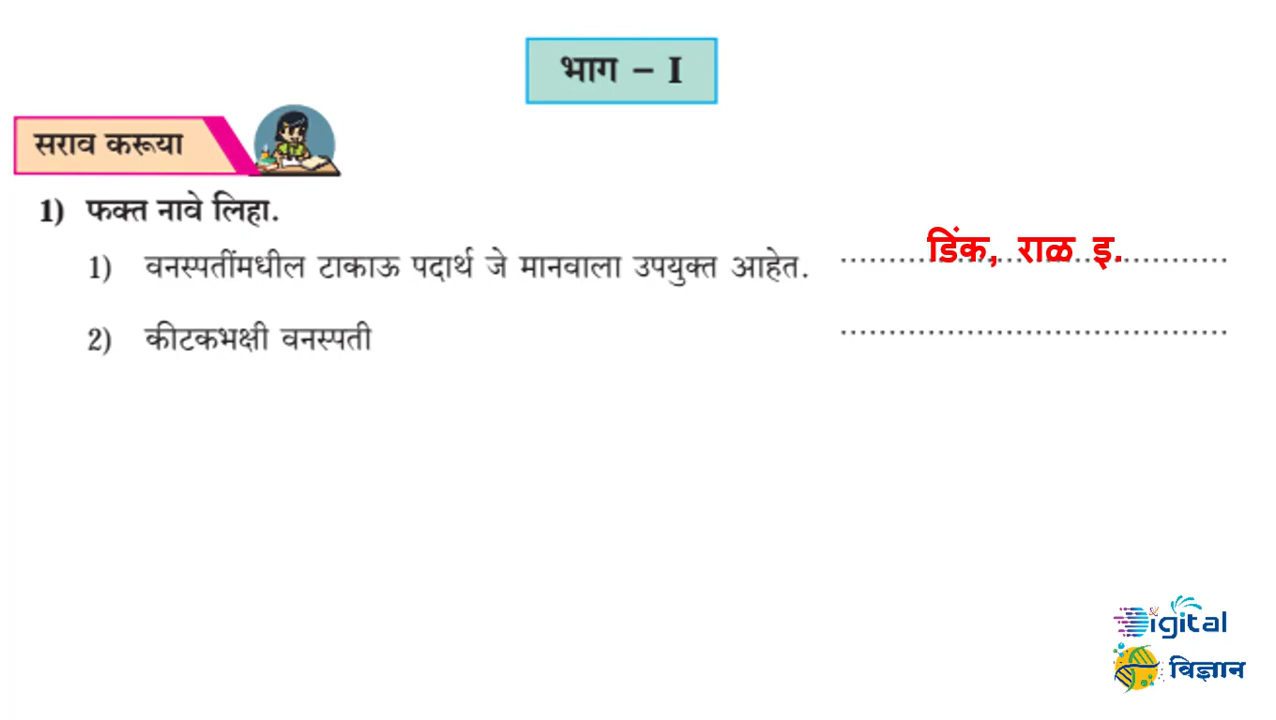 भाग – I
सराव करूया
1) फक्त नावे लिहा.
1) वनस्पतींमधील टाकाऊ पदार्थ जे मानवाला उपयुक्त आहेत. डिंक, राळ इ.
2) कीटकभक्षी वनस्पती ........................................
Digital
विज्ञान